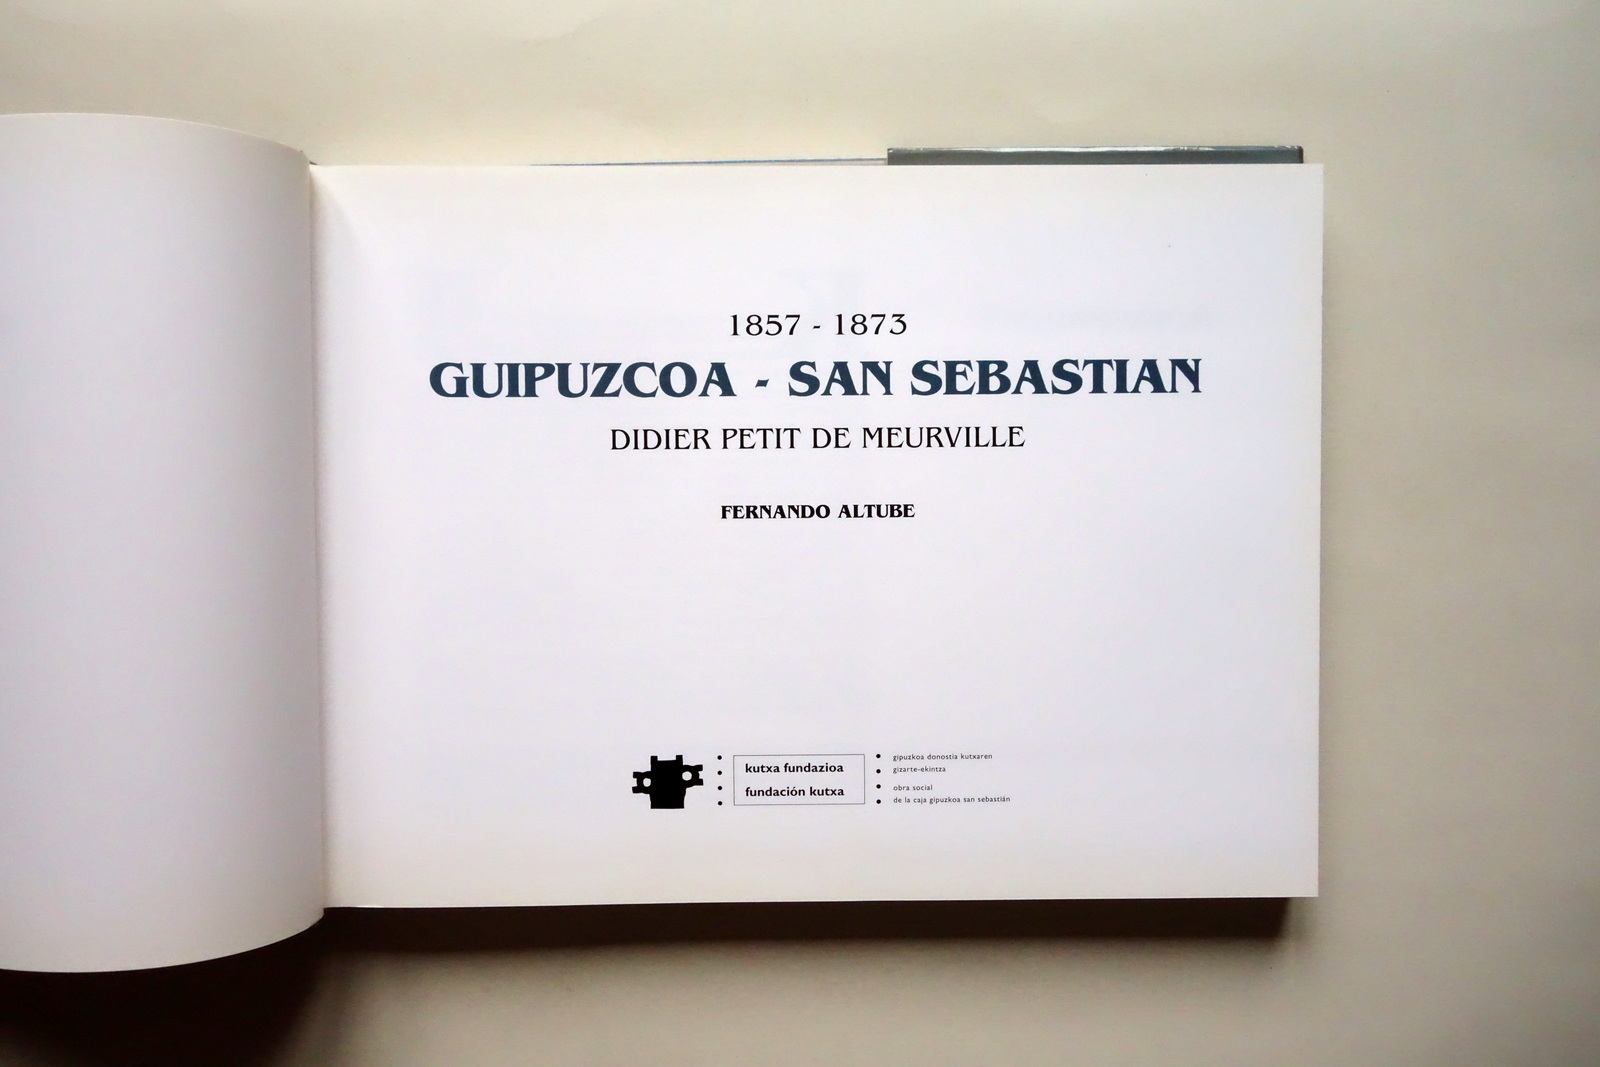 1857 - 1873
GUIPUZCOA - SAN SEBASTIAN
DIDIER PETIT DE MEURVILLE
FERNANDO ALTUBE
kutxa fundazioa
fundación kutxa
gipuzkoa donostia kutxaren
gizarte-ekintza
obra social
de la caja gipuzkoa san sebastián